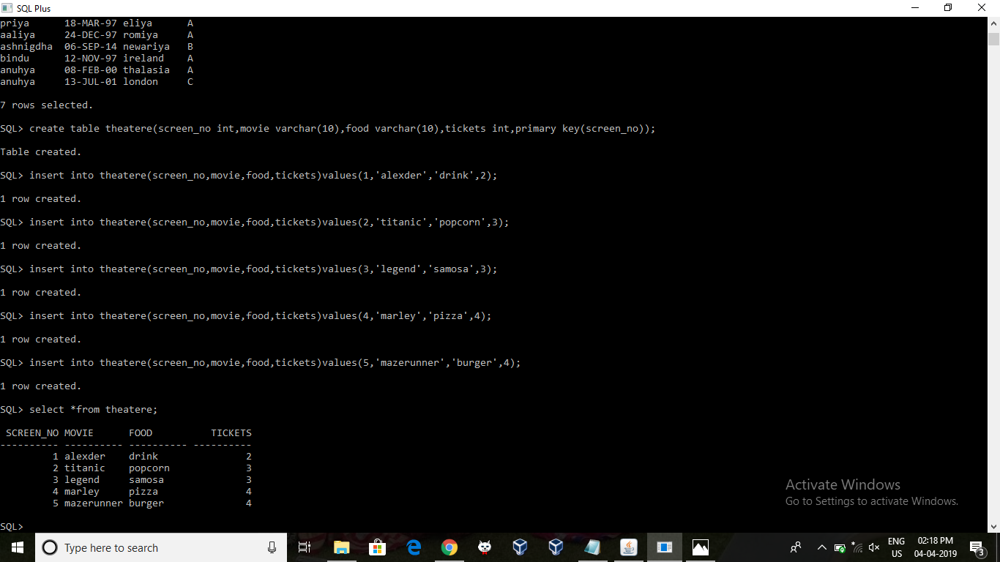 SQL Plus
priya      18-MAR-97 eliya      A
aaliya     24-DEC-97 romiya     A
ashnigdha  06-SEP-14 newariya   B
bindu      12-NOV-97 ireland    A
anuhya     08-FEB-00 thalasia   A
anuhya     13-JUL-01 london     C
7 rows selected.
SQL> create table theatere(screen_no int,movie varchar(10),food varchar(10),tickets int,primary key(screen_no));
Table created.
SQL> insert into theatere(screen_no,movie,food,tickets)values(1,'alexder','drink',2);
1 row created.
SQL> insert into theatere(screen_no,movie,food,tickets)values(2,'titanic','popcorn',3);
1 row created.
SQL> insert into theatere(screen_no,movie,food,tickets)values(3,'legend','samosa',3);
1 row created.
SQL> insert into theatere(screen_no,movie,food,tickets)values(4,'marley','pizza',4);
1 row created.
SQL> insert into theatere(screen_no,movie,food,tickets)values(5,'mazerunner','burger',4);
1 row created.
SQL> select *from theatere;
 SCREEN_NO MOVIE      FOOD          TICKETS
---------- ---------- ---------- ----------
         1 alexder    drink               2
         2 titanic    popcorn             3
         3 legend     samosa              3
         4 marley     pizza               4
         5 mazerunner burger              4
SQL>
Activate Windows
Go to Settings to activate Windows.
Type here to search
ENG
US
02:18 PM
04-04-2019
3